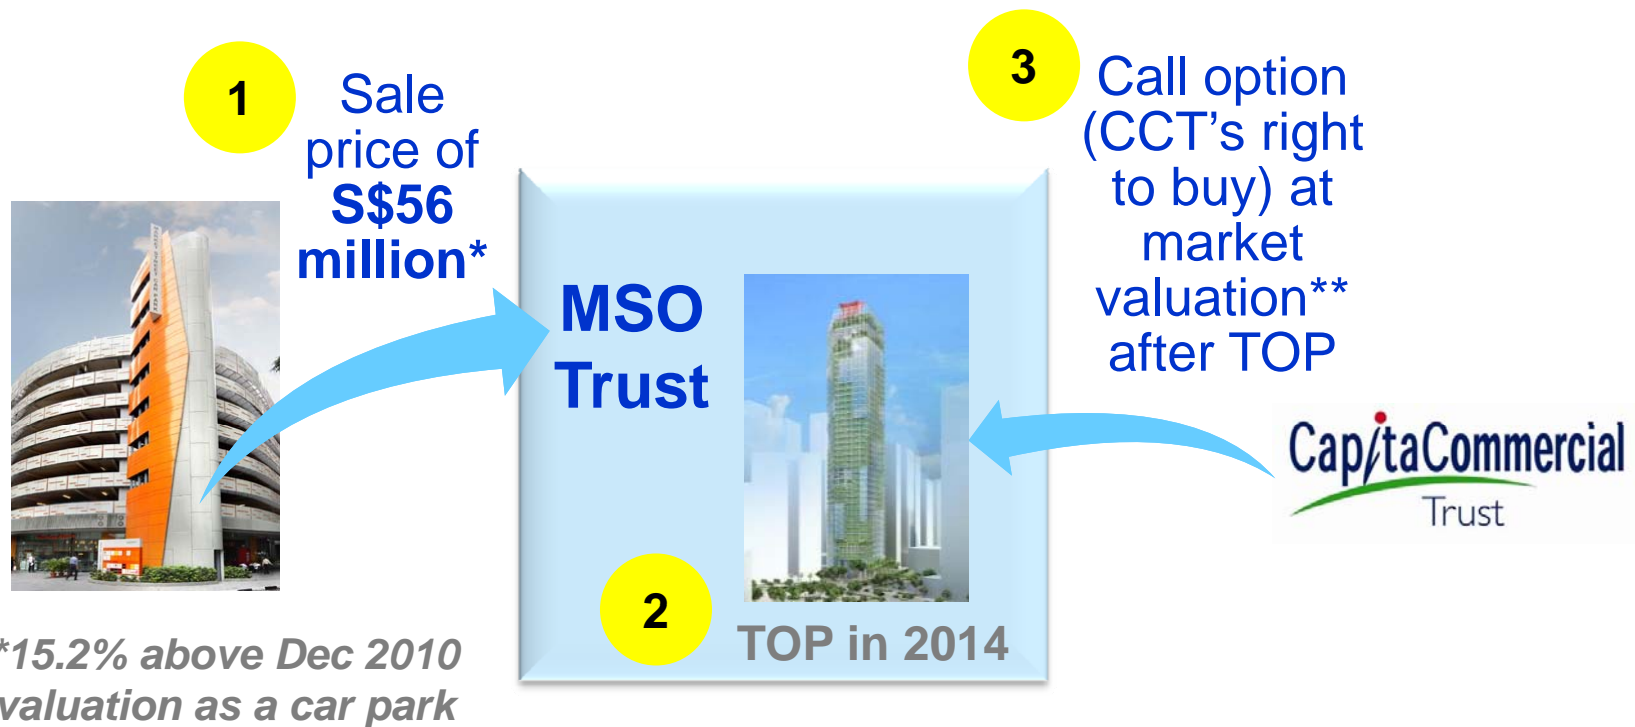 1
Sale
price of
S$56
million*
*15.2% above Dec 2010
valuation as a car park
MSO
Trust
2
TOP in 2014
3
Call option
(CCT’s right
to buy) at
market
valuation**
after TOP
CapitaCommercial
Trust